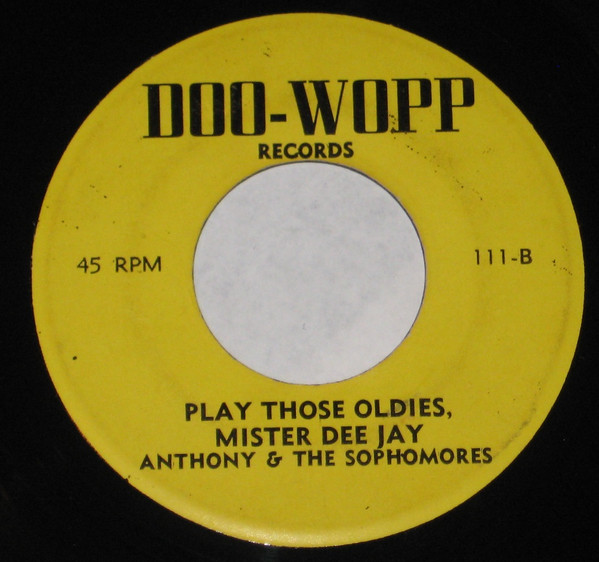 DOO-WOPP
RECORDS
45 RPM
111-B
PLAY THOSE OLDIES,
MISTER DEE JAY
ANTHONY & THE SOPHOMORES